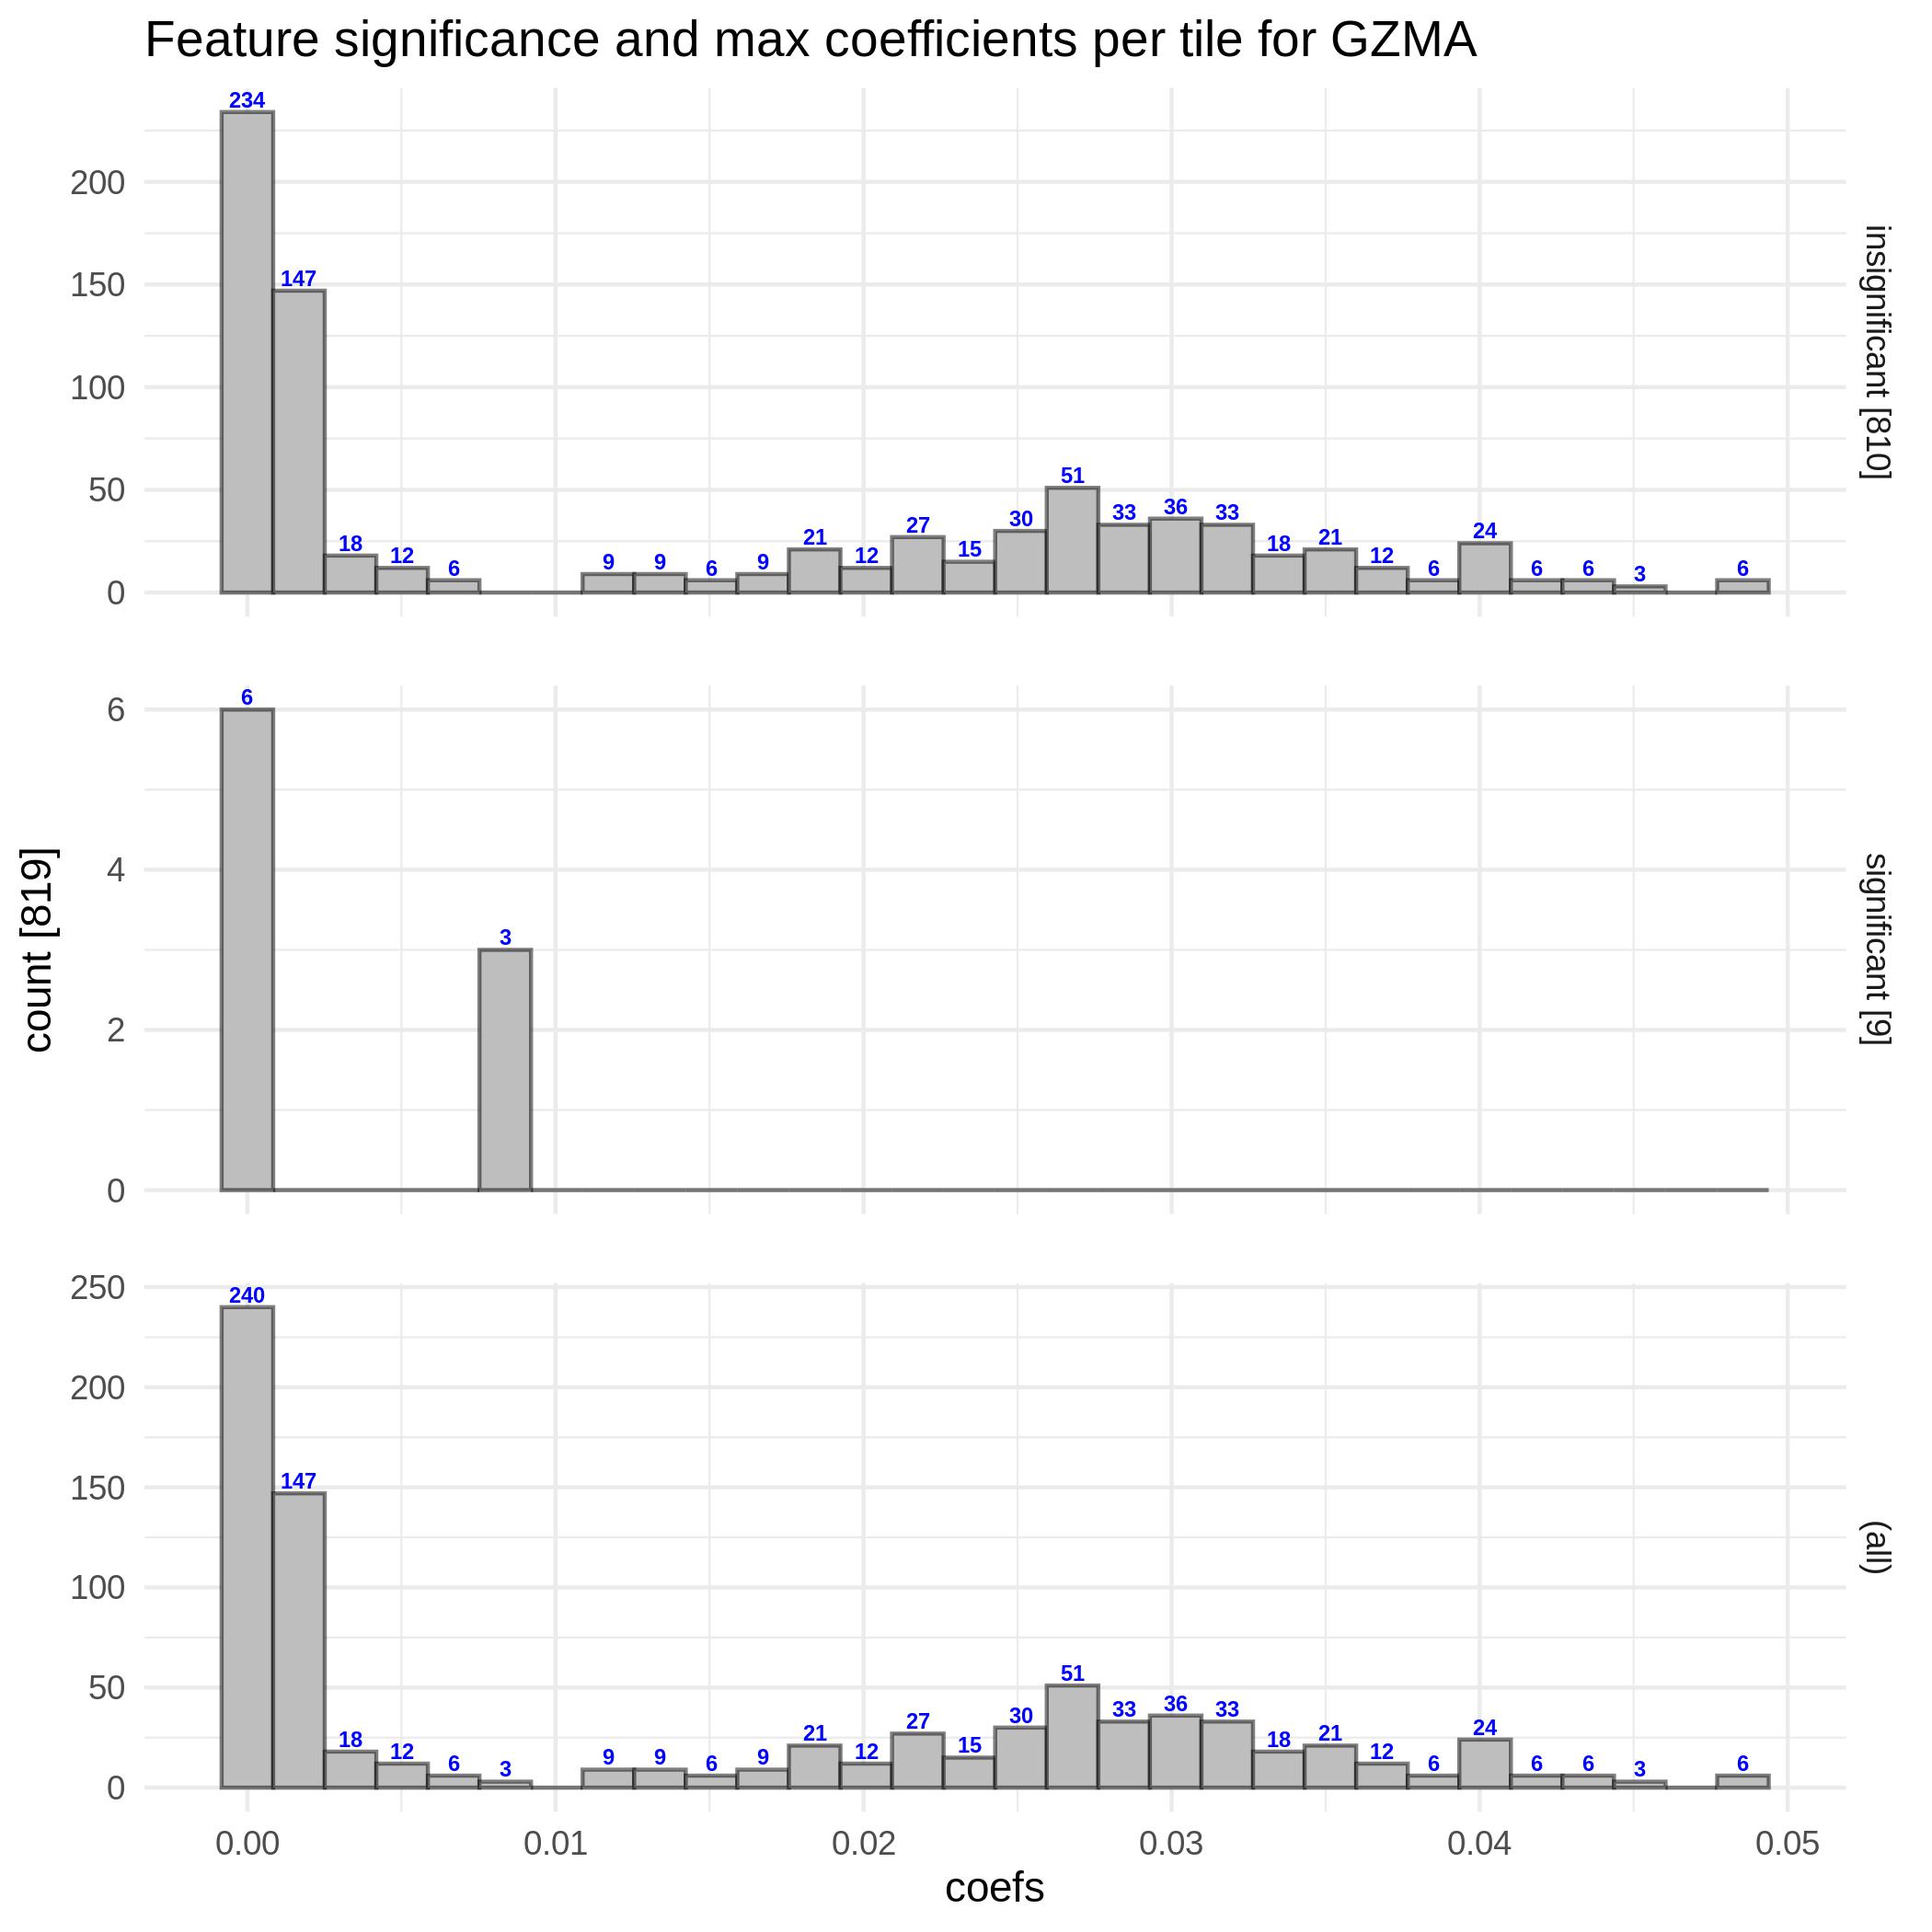 Feature significance and max coefficients per tile for GZMA
234
200
147
150
100
51
50
18 12 6 9 9 6 9 21 12 27 15 30 33 36 33 18 21 12 6 24 6 6 3 6
0
insignificant [810]
6
6
4
3
2
0
significant [9]
count [819]
250
240
200
147
150
100
51
50
18 12 6 3 9 9 6 9 21 12 27 15 30 33 36 33 18 21 12 6 24 6 6 3 6
0
(all)
0.00 0.01 0.02 0.03 0.04 0.05
coefs